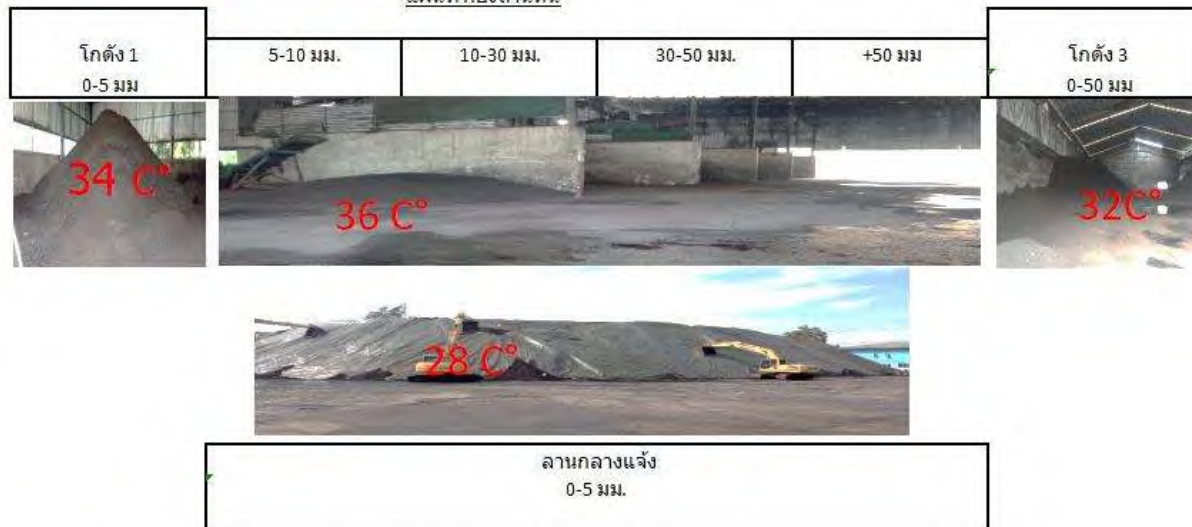 โกดัง 1
0-5 มม
5-10 มม.
10-30 มม.
30-50 มม.
+50 มม
โกดัง 3
0-50 มม
34 C°
36 C°
32C°
28 C°
ลานกลางแจ้ง
0-5 มม.